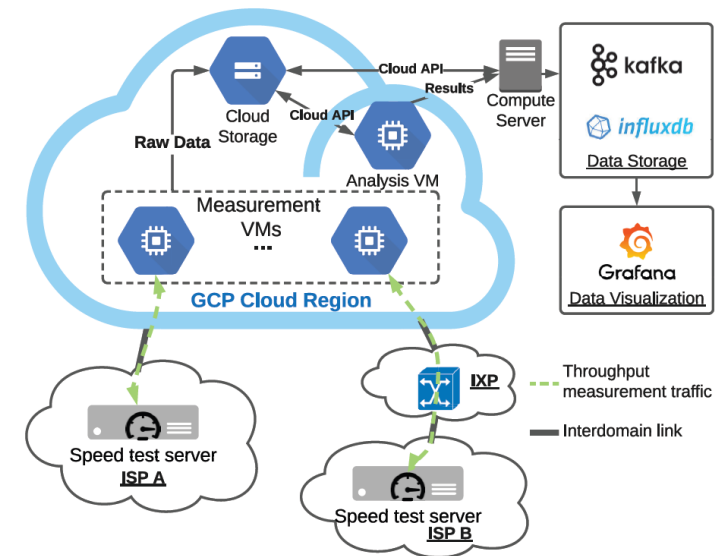 Cloud API
Results
Cloud
Storage
Cloud API
Compute
Server
kafka
influxdb
Data Storage
Raw Data
Analysis VM
Measurement
VMs
...
GCP Cloud Region
Grafana
Data Visualization
IXP
Throughput
measurement traffic
Interdomain link
Speed test server
ISP A
Speed test server
ISP B